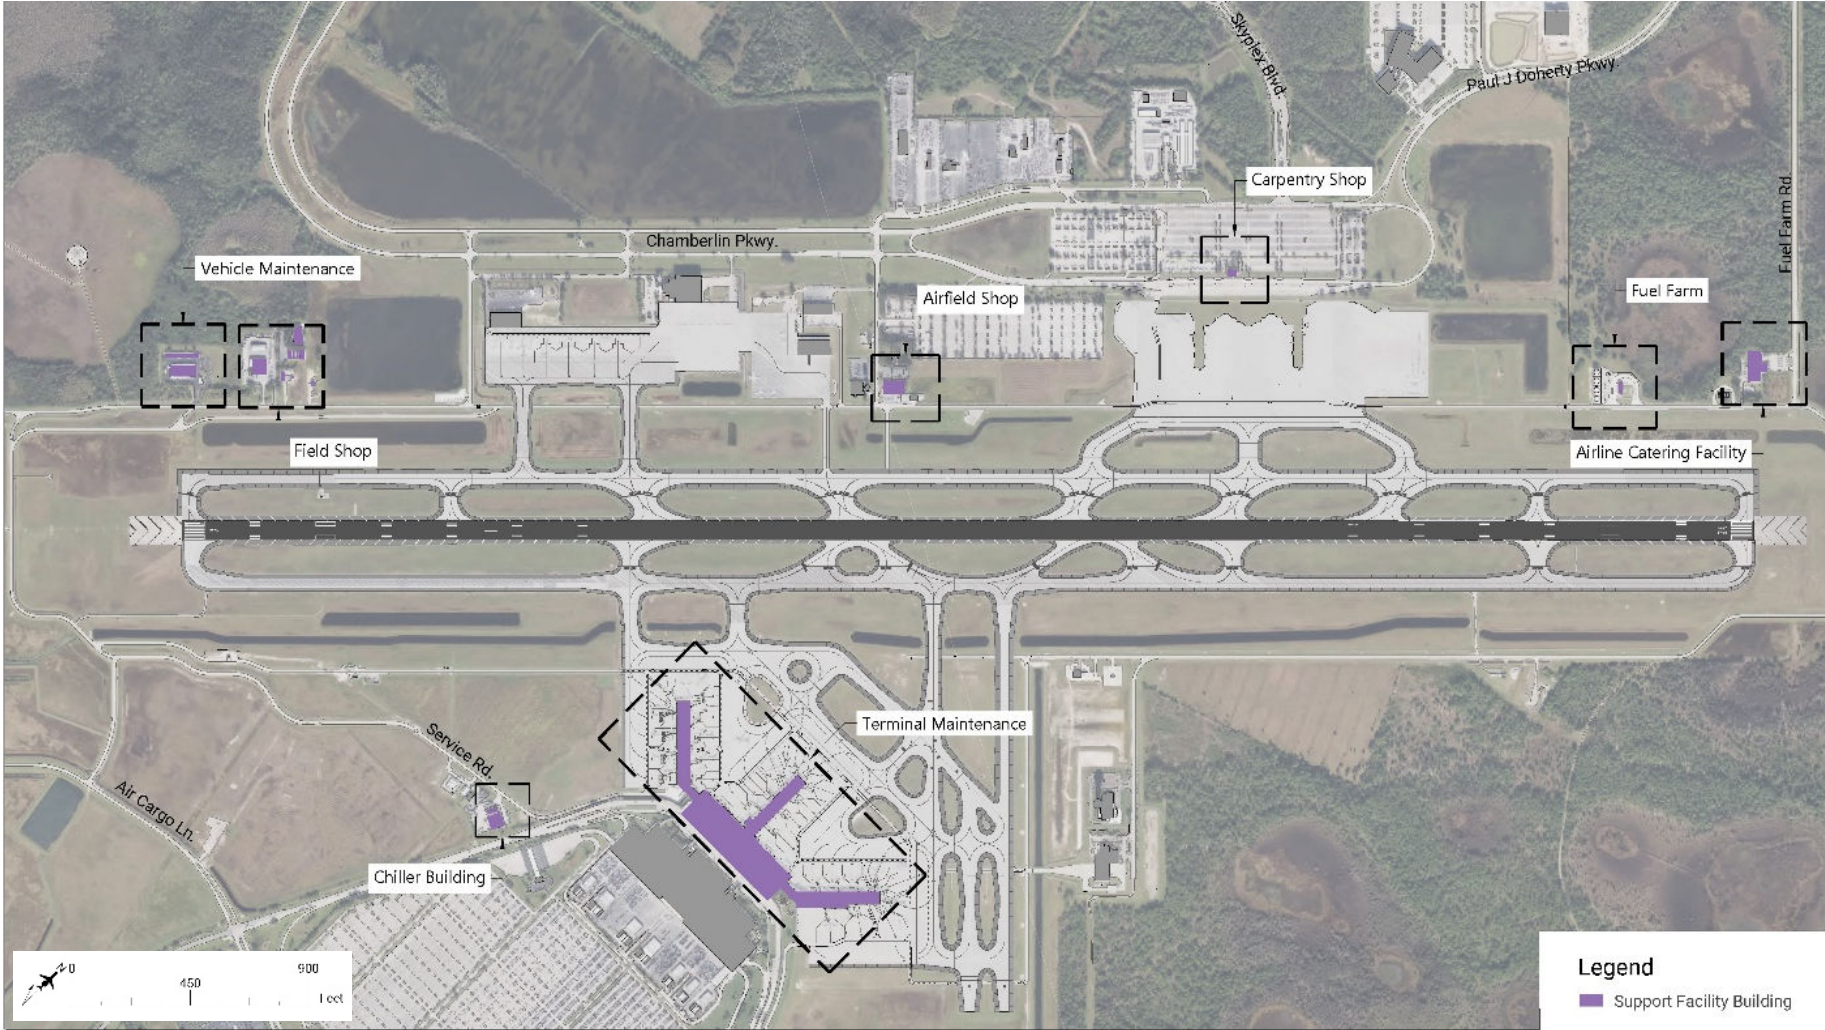 Skyplex Blvd.
Paul J Doherty Pkwy.
Carpentry Shop
Fuel Farm Rd.
Chamberlin Pkwy.
Vehicle Maintenance
Airfield Shop
Fuel Farm
Field Shop
Airline Catering Facility
Terminal Maintenance
Service Rd.
Air Cargo Ln.
Chiller Building
N
0
900
450
Feet
Legend
Support Facility Building